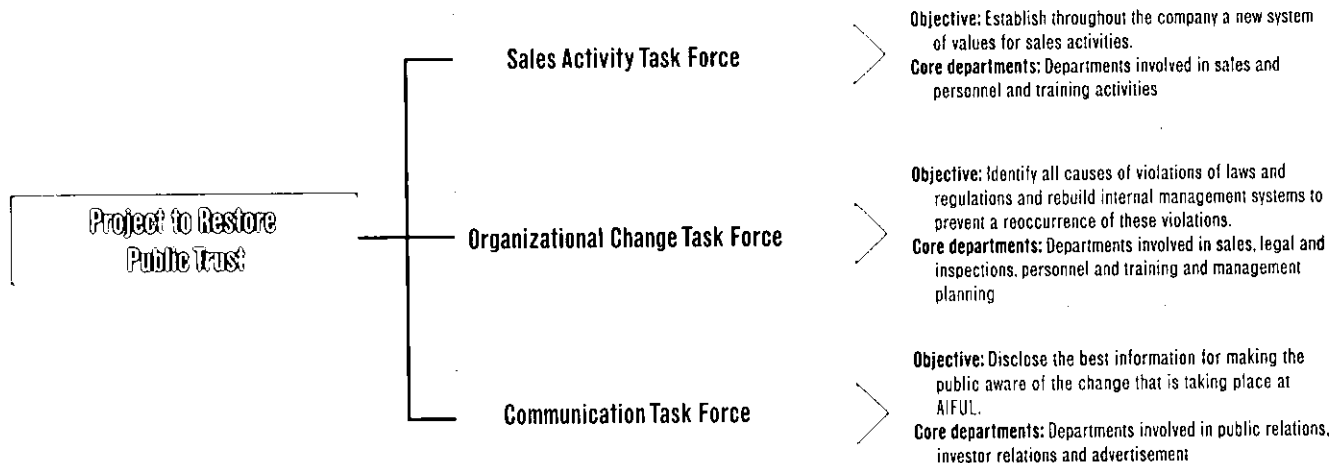 Project to Restore
Public Trust
Sales Activity Task Force
Objective: Establish throughout the company a new system
of values for sales activities.
Core departments: Departments involved in sales and
personnel and training activities
Organizational Change Task Force
Objective: Identify all causes of violations of laws and
regulations and rebuild internal management systems to
prevent a reoccurrence of these violations.
Core departments: Departments involved in sales, legal and
inspections, personnel and training and management
planning
Communication Task Force
Objective: Disclose the best information for making the
public aware of the change that is taking place at
AIFUL.
Core departments: Departments involved in public relations,
investor relations and advertisement